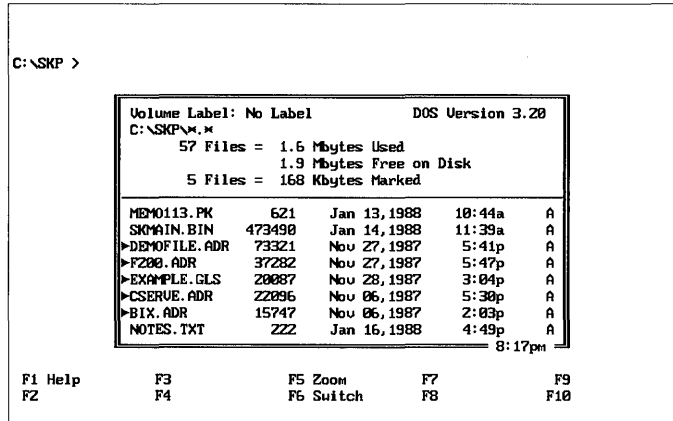 C:\SKP >
Volume Label: No Label DOS Version 3.20
C:\SKP\*.*
57 Files = 1.6 Mbytes Used
1.9 Mbytes Free on Disk
5 Files = 168 Kbytes Marked
MEMO113.PK 621 Jan 13,1988 10:44a A
SKMAIN.BIN 473490 Jan 14,1988 11:39a A
►DEMOFILE.ADR 73321 Nov 27,1987 5:41p A
►F200.ADR 37282 Nov 27,1987 5:47p A
►EXAMPLE.GLS 20087 Nov 28,1987 3:04p A
►CSERVE.ADR 22096 Nov 06,1987 5:30p A
►BIX.ADR 15747 Nov 06,1987 2:03p A
NOTES.TXT 222 Jan 16,1988 4:49p A
8:17pm
F1 Help F3 F5 Zoom F7 F9
F2 F4 F6 Switch F8 F10